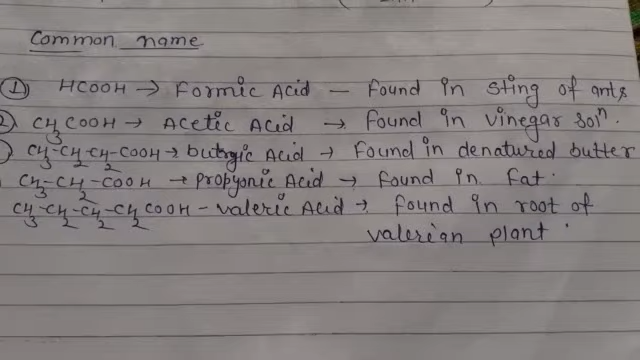 Common name
① HCOOH → Formic Acid — Found in sting of ants
2) CH3COOH → Acetic Acid → Found in vinegar solⁿ.
) CH3-CH2-CH2-COOH → butyric Acid → Found in denatured butter
CH3-CH2-COOH → propyonic Acid → Found in Fat.
CH3-CH2-CH2-CH2COOH - valeric Acid → Found in root of
valerian plant.